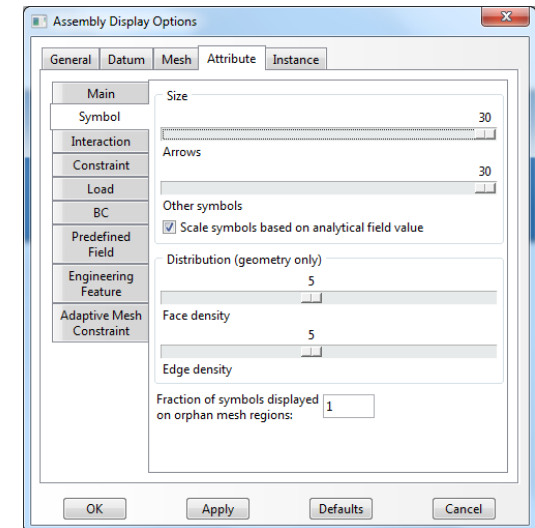 Assembly Display Options
General Datum Mesh Attribute Instance
Main
Symbol
Interaction
Constraint
Load
BC
Predefined
Field
Engineering
Feature
Adaptive Mesh
Constraint
Size
30
Arrows
30
Other symbols
Scale symbols based on analytical field value
Distribution (geometry only)
5
Face density
5
Edge density
Fraction of symbols displayed
on orphan mesh regions: 1
OK Apply Defaults Cancel